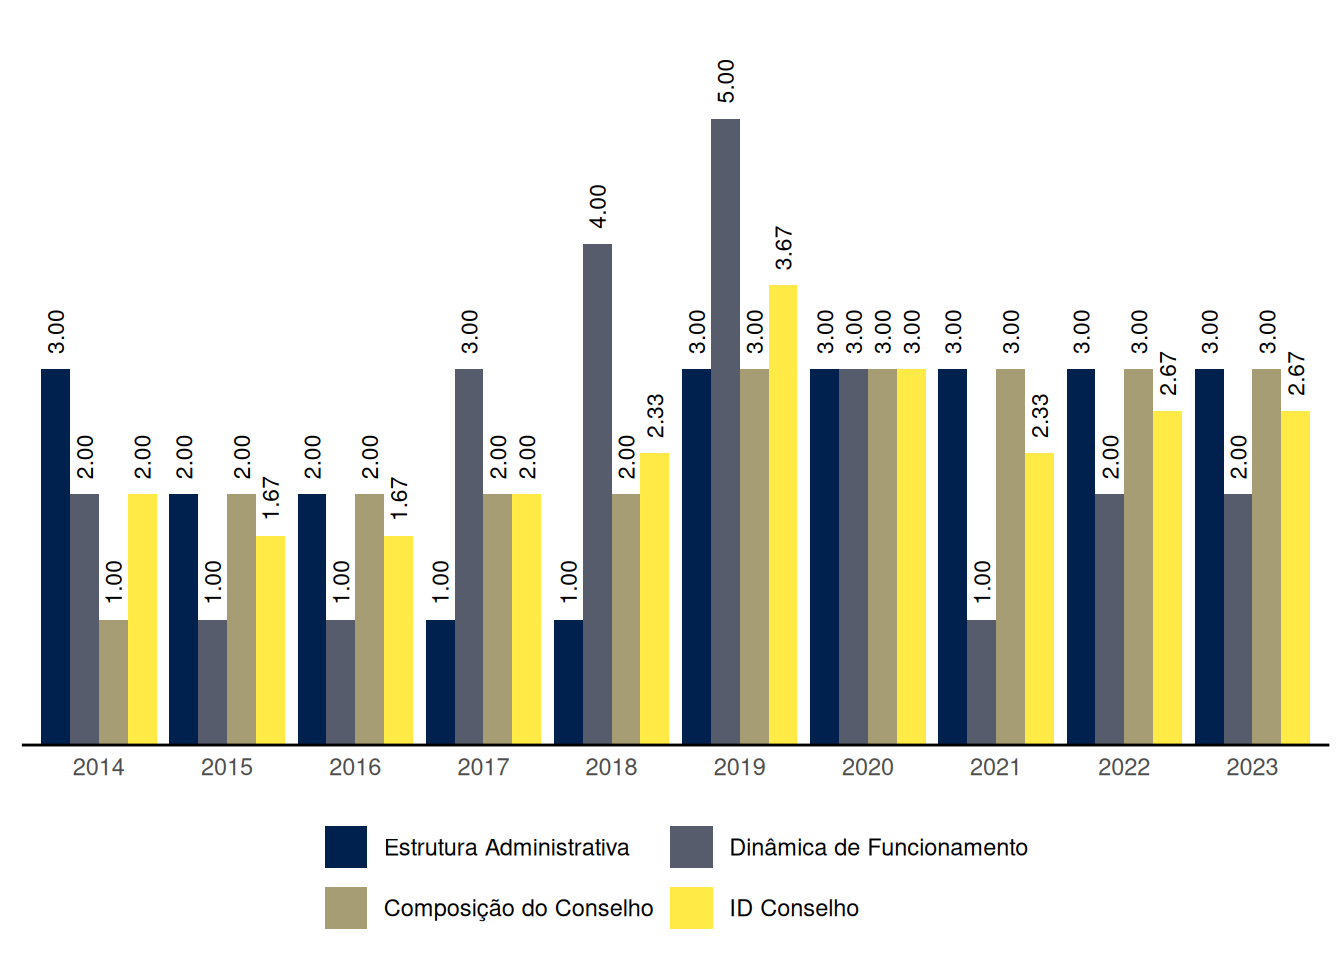 5.00
4.00
3.67
3.00 3.00 3.00 3.00 3.00 3.00 3.00 3.00 3.00 3.00 3.00 3.00 3.00 3.00
2.67 2.67
2.33 2.33
2.00 2.00 2.00 2.00 2.00 2.00 2.00 2.00 2.00 2.00 2.00
1.67 1.67
1.00 1.00 1.00 1.00 1.00 1.00
2014 2015 2016 2017 2018 2019 2020 2021 2022 2023
Estrutura Administrativa Dinâmica de Funcionamento
Composição do Conselho ID Conselho